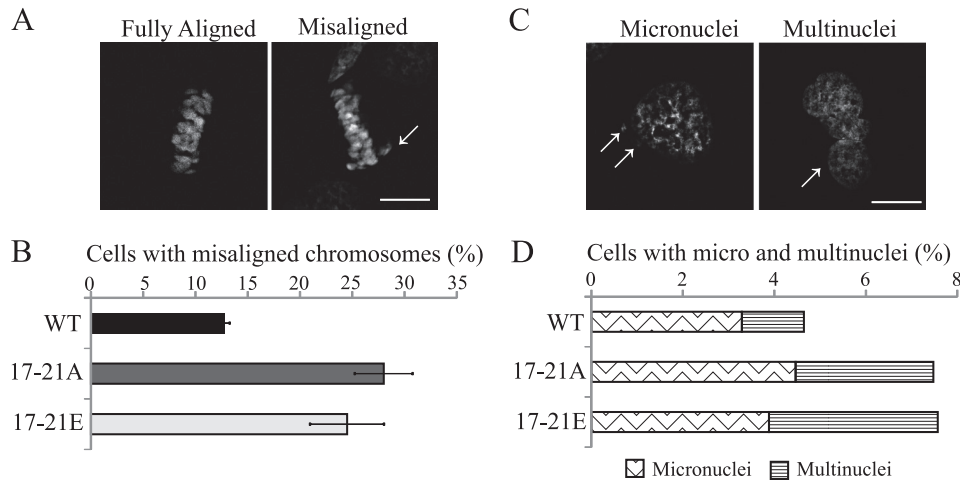 A
Fully Aligned
Misaligned
C
Micronuclei
Multinuclei
B
Cells with misaligned chromosomes (%)
0 5 10 15 20 25 30 35
WT
17-21A
17-21E
D
Cells with micro and multinuclei (%)
0 2 4 6 8
WT
17-21A
17-21E
Micronuclei
Multinuclei